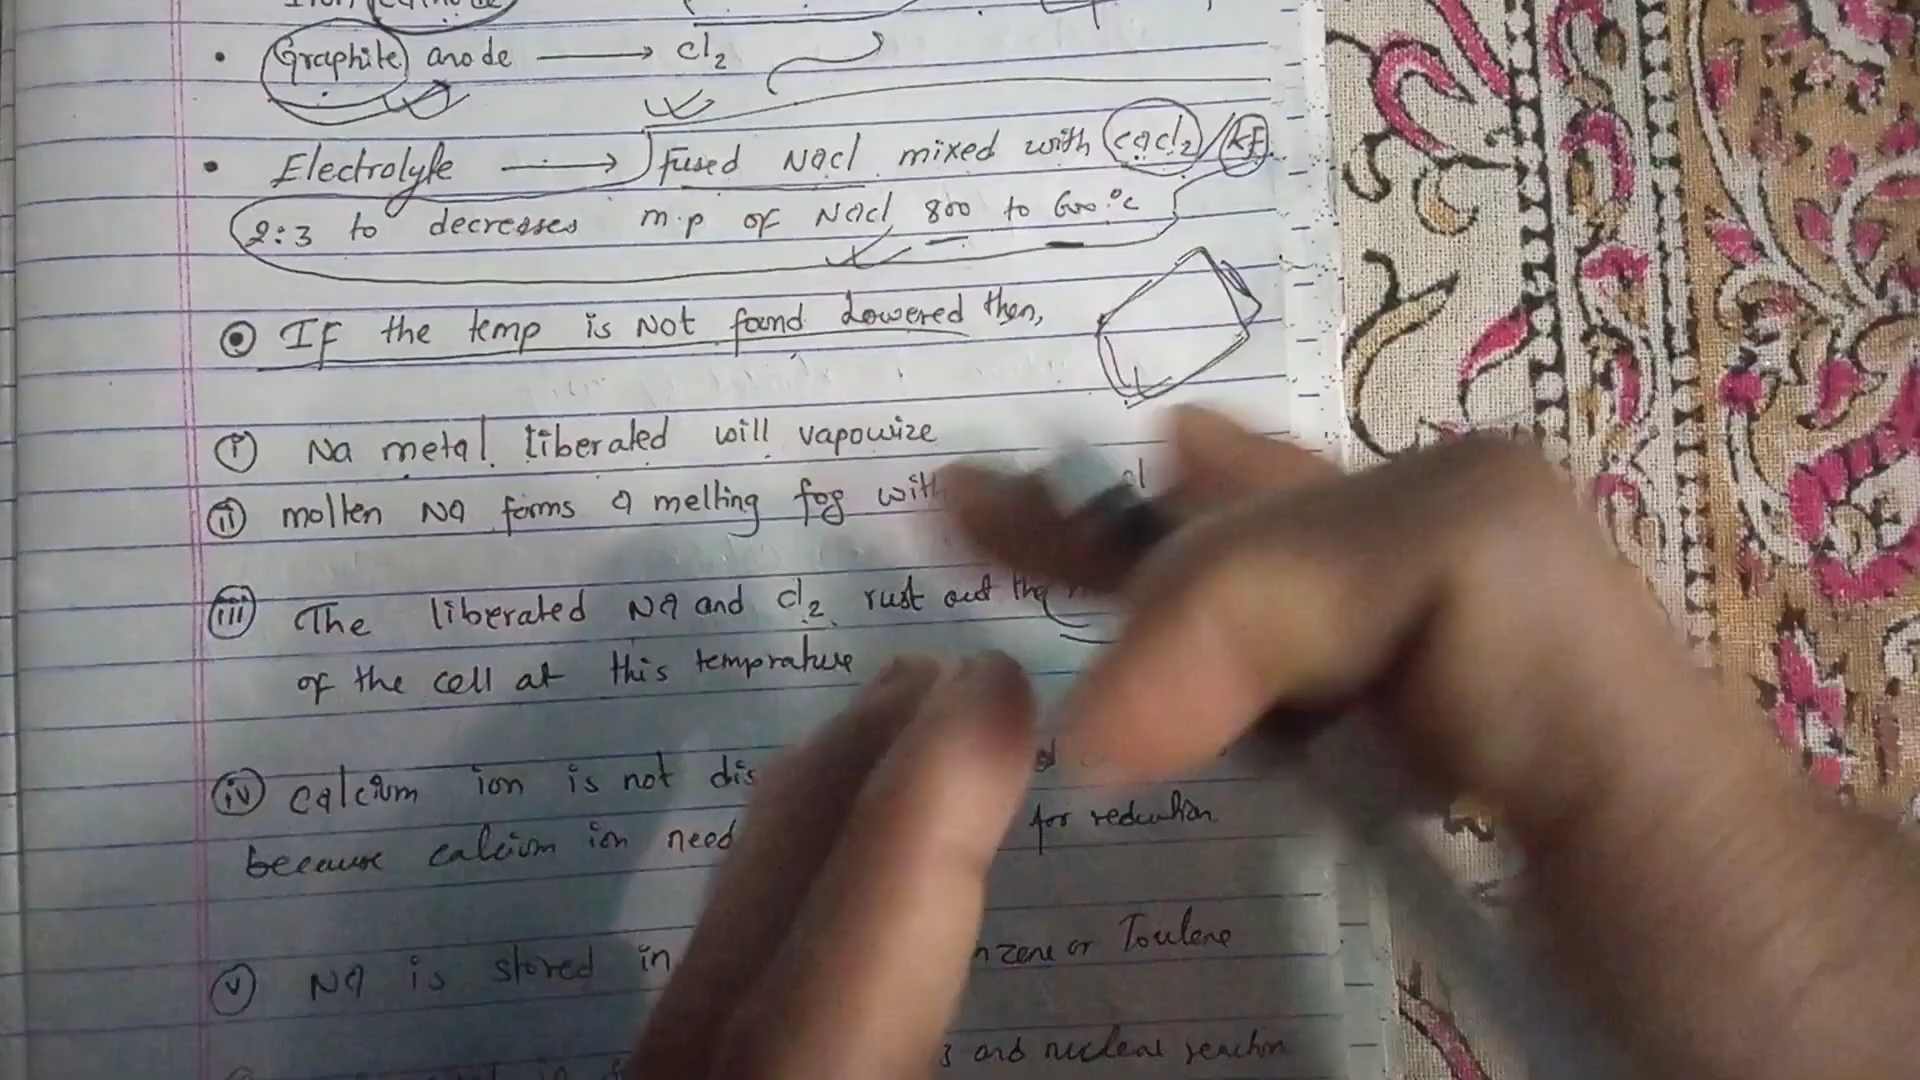 • Graphite anode → Cl2
• Electrolyte → fused NaCl mixed with CaCl2/KF
2:3 to decreases m.p of NaCl 800 to 600°C
⊙ IF the temp is Not found Lowered then,
(i) Na metal liberated will vapourize
(ii) molten Na forms a melting fog with
(iii) The liberated Na and Cl2 rust out the
of the cell at this temprature
(iv) Calcium ion is not
because calcium ion need for reduction
(v) Na is stored in or Toulene
and nuclear reaction